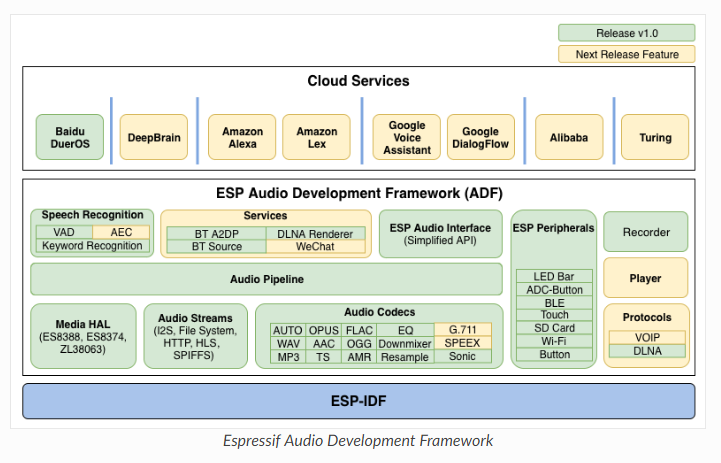 Release v1.0
Next Release Feature
Cloud Services
Baidu
DuerOS
DeepBrain
Amazon
Alexa
Amazon
Lex
Google
Voice
Assistant
Google
DialogFlow
Alibaba
Turing
ESP Audio Development Framework (ADF)
Speech Recognition
VAD
AEC
Keyword Recognition
Services
BT A2DP
DLNA Renderer
BT Source
WeChat
ESP Audio Interface
(Simplified API)
ESP Peripherals
LED Bar
ADC-Button
BLE
Touch
SD Card
Wi-Fi
Button
Recorder
Player
Protocols
VOIP
DLNA
Audio Pipeline
Media HAL
(ES8388, ES8374,
ZL38063)
Audio Streams
(I2S, File System,
HTTP, HLS,
SPIFFS)
Audio Codecs
AUTO OPUS FLAC EQ G.711
WAV AAC OGG Downmixer SPEEX
MP3 TS AMR Resample Sonic
ESP-IDF
Espressif Audio Development Framework